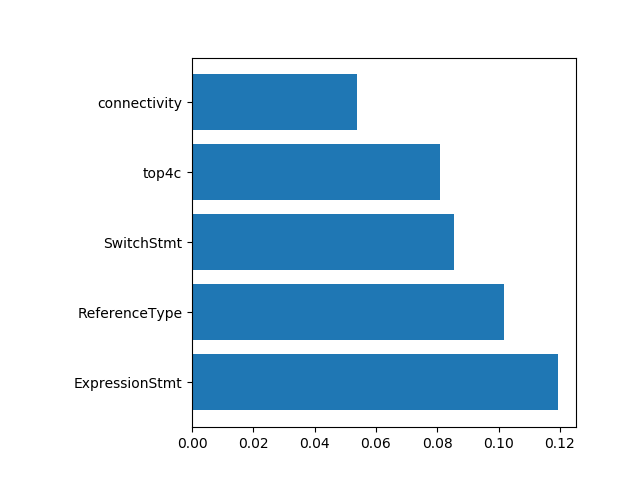 connectivity
top4c
SwitchStmt
ReferenceType
ExpressionStmt
0.00 0.02 0.04 0.06 0.08 0.10 0.12